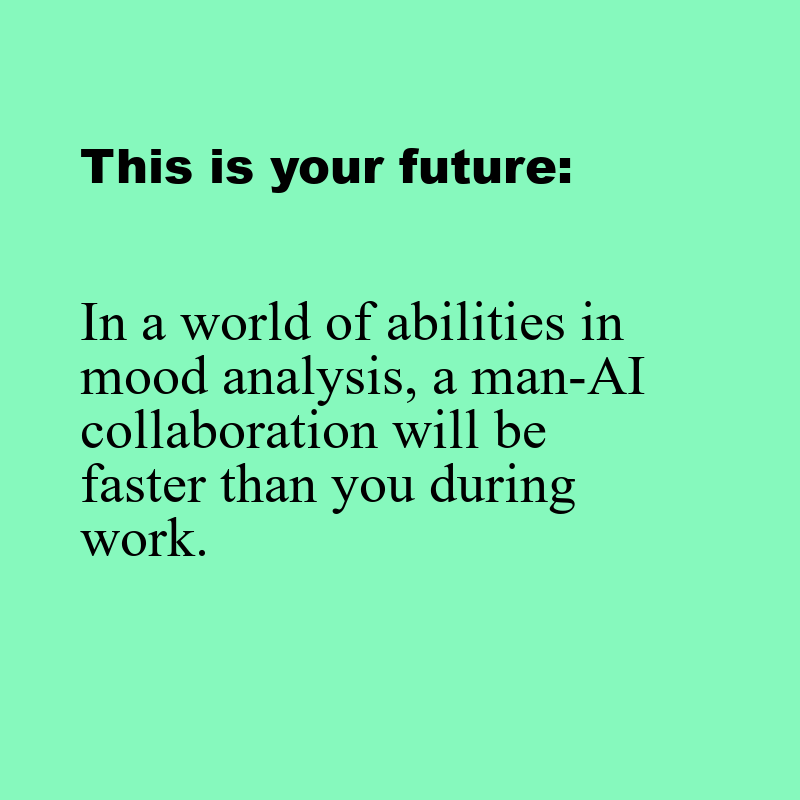 This is your future:
In a world of abilities in
mood analysis, a man-AI
collaboration will be
faster than you during
work.